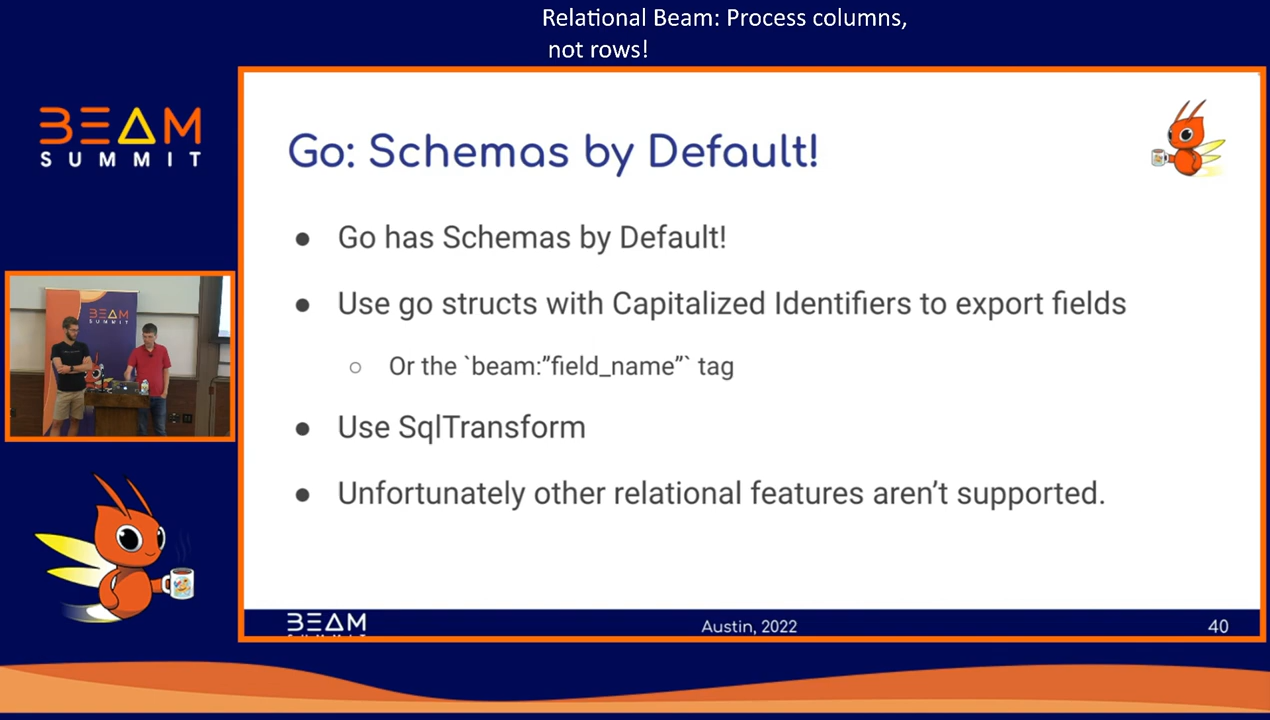 Relational Beam: Process columns,
not rows!
BEAM
SUMMIT
Go: Schemas by Default!
● Go has Schemas by Default!
● Use go structs with Capitalized Identifiers to export fields
○ Or the `beam:”field_name”` tag
● Use SqlTransform
● Unfortunately other relational features aren’t supported.
BEAM
SUMMIT
BEAM
Austin, 2022
40